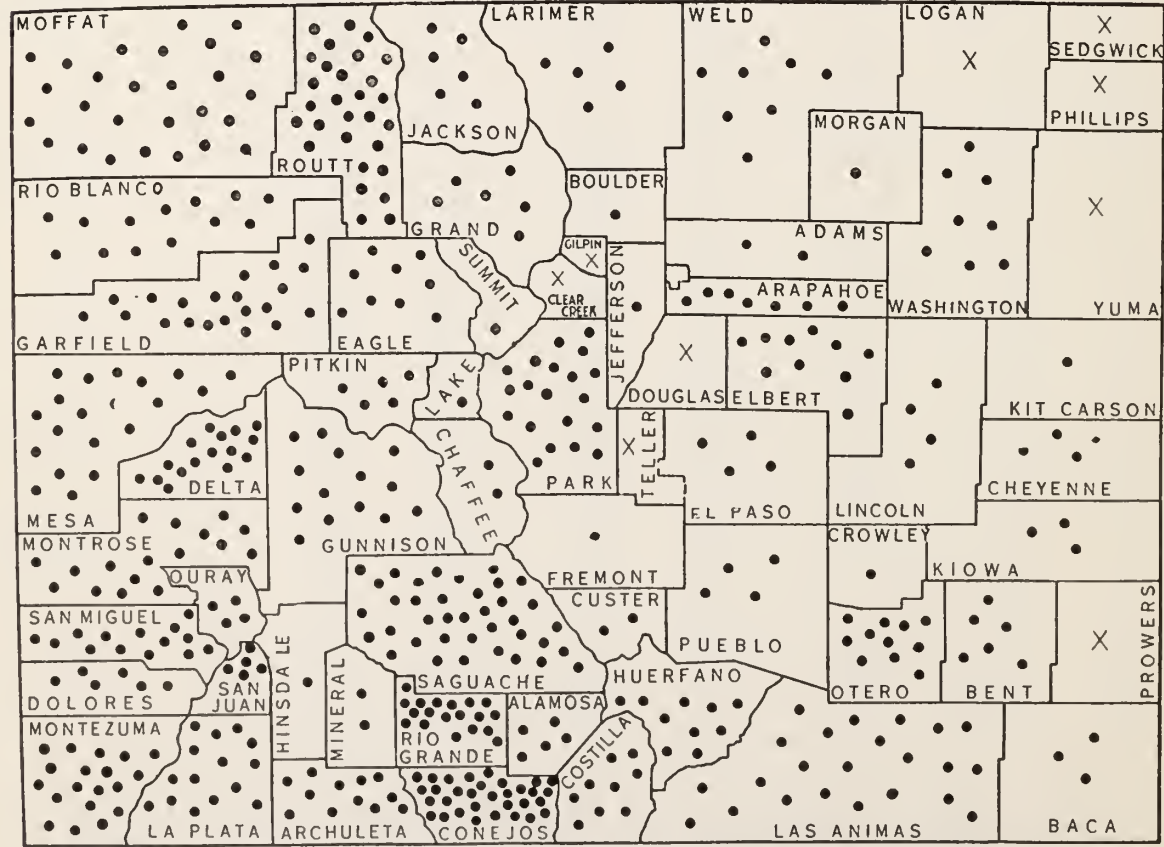 MOFFAT
LARIMER
WELD
LOGAN
X
SEDGWICK
X
X
PHILLIPS
JACKSON
MORGAN
ROUTT
RIO BLANCO
BOULDER
X
GRAND
ADAMS
GILPIN
X
SUMMIT
X
CLEAR
CREEK
JEFFERSON
ARAPAHOE
WASHINGTON
YUMA
GARFIELD
EAGLE
PITKIN
LAKE
X
DOUGLAS
ELBERT
KIT CARSON
CHAFFEE
X
TELLER
DELTA
PARK
CHEYENNE
MESA
EL PASO
LINCOLN
MONTROSE
GUNNISON
CROWLEY
OURAY
FREMONT
KIOWA
SAN MIGUEL
CUSTER
PROWERS
X
HINSDALE
PUEBLO
MINERAL
SAGUACHE
HUERFANO
DOLORES
SAN
JUAN
OTERO
BENT
ALAMOSA
MONTEZUMA
RIO
GRANDE
COSTILLA
LA PLATA
ARCHULETA
CONEJOS
LAS ANIMAS
BACA